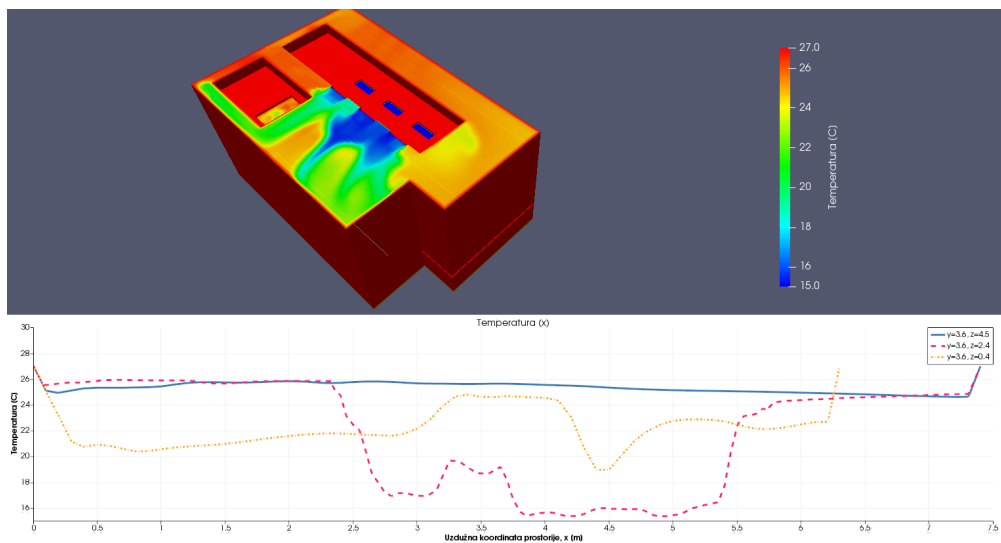 27.0
26
24
22
20
18
16
15.0
Temperatura (C)
Temperatura (x)
30
28
26
24
22
20
18
16
Temperatura (C)
y=3.6, z=4.5
y=3.6, z=2.4
y=3.6, z=0.4
0 0.5 1 1.5 2 2.5 3 3.5 4 4.5 5 5.5 6 6.5 7 7.5
Uzdužna koordinata prostorije, x (m)